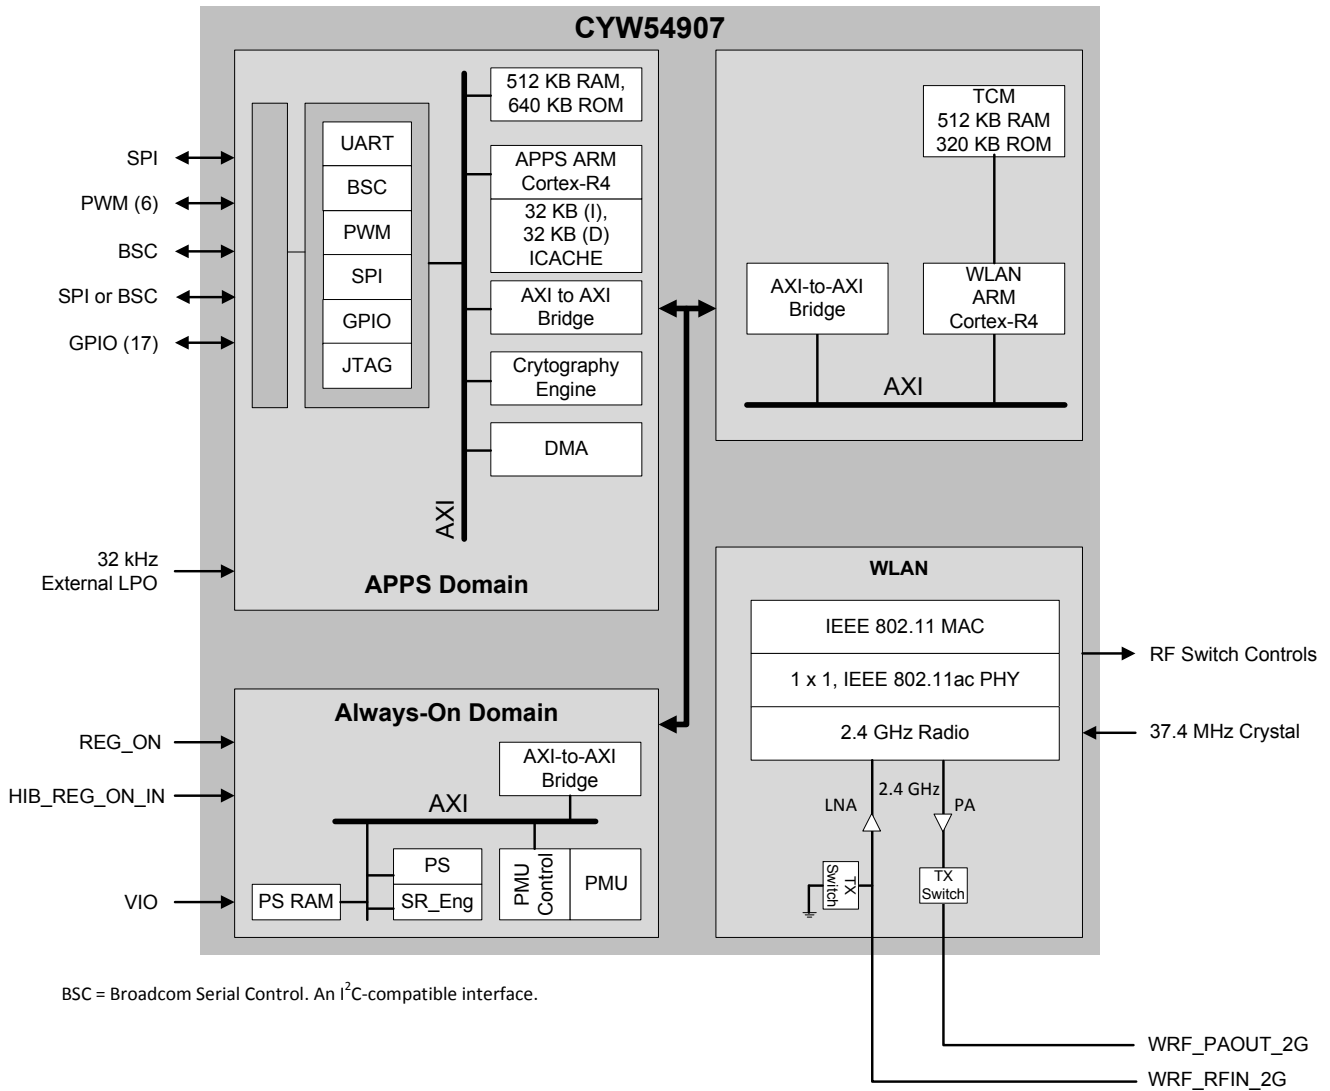 CYW54907
SPI
PWM (6)
BSC
SPI or BSC
GPIO (17)
32 kHz
External LPO
UART
BSC
PWM
SPI
GPIO
JTAG
512 KB RAM,
640 KB ROM
APPS ARM
Cortex-R4
32 KB (I),
32 KB (D)
ICACHE
AXI to AXI
Bridge
Crytography
Engine
DMA
AXI
APPS Domain
TCM
512 KB RAM
320 KB ROM
AXI-to-AXI
Bridge
WLAN
ARM
Cortex-R4
AXI
REG_ON
HIB_REG_ON_IN
VIO
Always-On Domain
AXI-to-AXI
Bridge
AXI
PS RAM
PS
SR_Eng
PMU
Control
PMU
WLAN
IEEE 802.11 MAC
1 x 1, IEEE 802.11ac PHY
2.4 GHz Radio
2.4 GHz
LNA
PA
TX
Switch
TX
Switch
RF Switch Controls
37.4 MHz Crystal
WRF_PAOUT_2G
WRF_RFIN_2G
BSC = Broadcom Serial Control. An I²C-compatible interface.